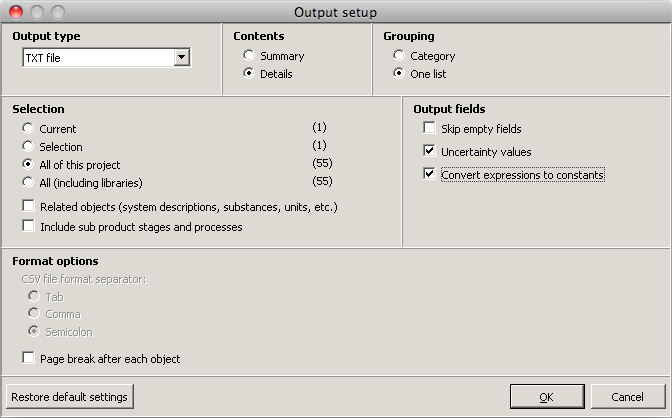 Output setup
Output type
TXT file
Contents
Summary
Details
Grouping
Category
One list
Selection
Current (1)
Selection (1)
All of this project (55)
All (including libraries) (55)
Related objects (system descriptions, substances, units, etc.)
Include sub product stages and processes
Output fields
Skip empty fields
Uncertainty values
Convert expressions to constants
Format options
CSV file format separator:
Tab
Comma
Semicolon
Page break after each object
Restore default settings
OK
Cancel